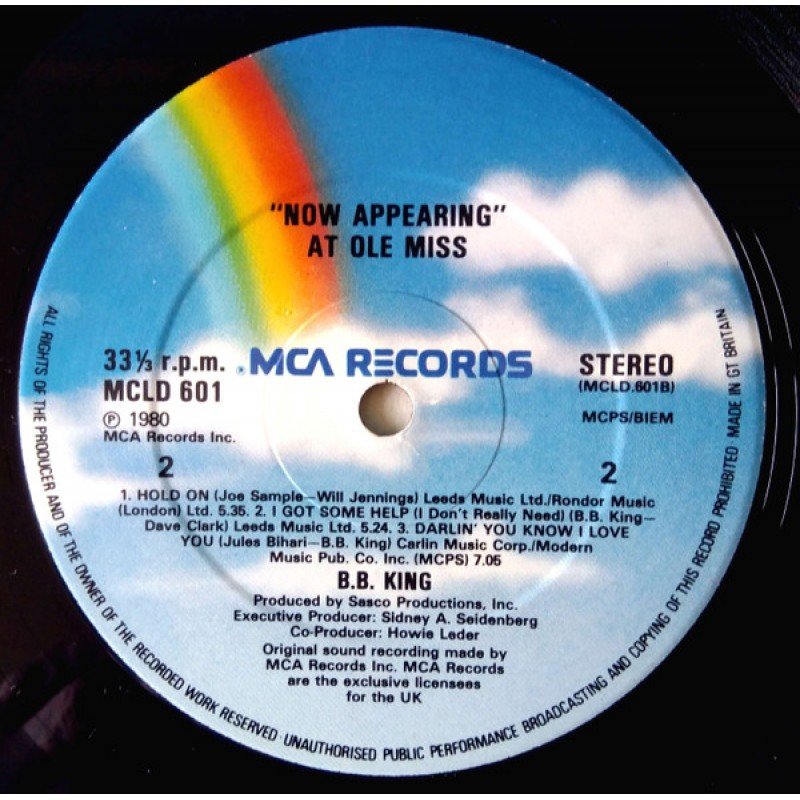 "NOW APPEARING"
AT OLE MISS
33⅓ r.p.m.
MCLD 601
Ⓟ 1980
MCA Records Inc.
MCA RECORDS
STEREO
(MCLD.601B)
MCPS/BIEM
2
2
1. HOLD ON (Joe Sample—Will Jennings) Leeds Music Ltd./Rondor Music
(London) Ltd. 5.35. 2. I GOT SOME HELP (I Don't Really Need) (B.B. King—
Dave Clark) Leeds Music Ltd. 5.24. 3. DARLIN' YOU KNOW I LOVE
YOU (Jules Bihari—B.B. King) Carlin Music Corp./Modern
Music Pub. Co. Inc. (MCPS) 7.05
B.B. KING
Produced by Sasco Productions, Inc.
Executive Producer: Sidney A. Seidenberg
Co-Producer: Howie Leder
Original sound recording made by
MCA Records Inc. MCA Records
are the exclusive licensees
for the UK
ALL RIGHTS OF THE PRODUCER AND OF THE OWNER OF THE RECORDED WORK RESERVED · UNAUTHORISED PUBLIC PERFORMANCE BROADCASTING AND COPYING OF THIS RECORD PROHIBITED MADE IN GT BRITAIN